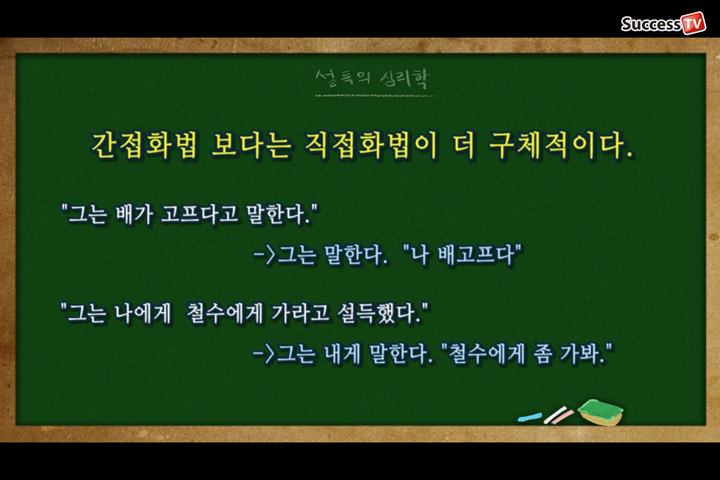 Success TV
설득의 심리학
간접화법 보다는 직접화법이 더 구체적이다.
"그는 배가 고프다고 말한다."
->그는 말한다. "나 배고프다"
"그는 나에게 철수에게 가라고 설득했다."
->그는 내게 말한다. "철수에게 좀 가봐."